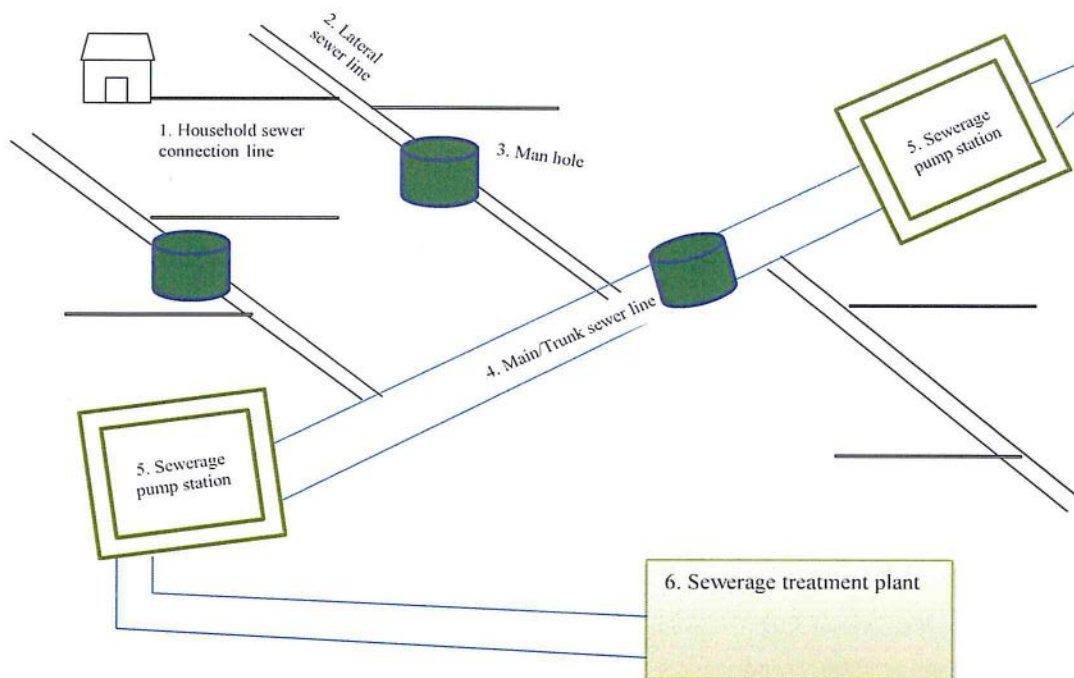 2. Lateral
sewer line
1. Household sewer
connection line
3. Man hole
5. Sewerage
pump station
4. Main/Trunk sewer line
5. Sewerage
pump station
6. Sewerage treatment plant